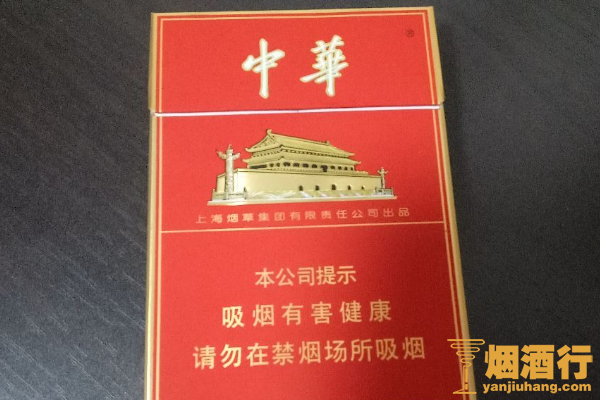 中華
®
上海烟草集团有限责任公司出品
本公司提示
吸烟有害健康
请勿在禁烟场所吸烟
烟酒行
yanjiuhang.com